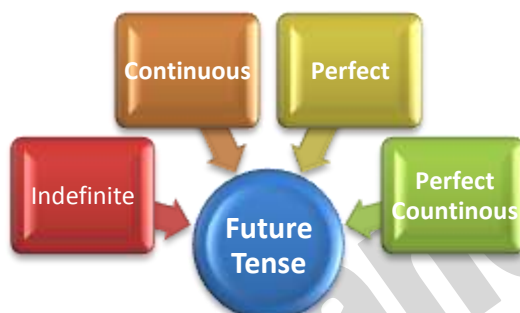 Continuous
Perfect
Indefinite
Perfect
Countinous
Future
Tense